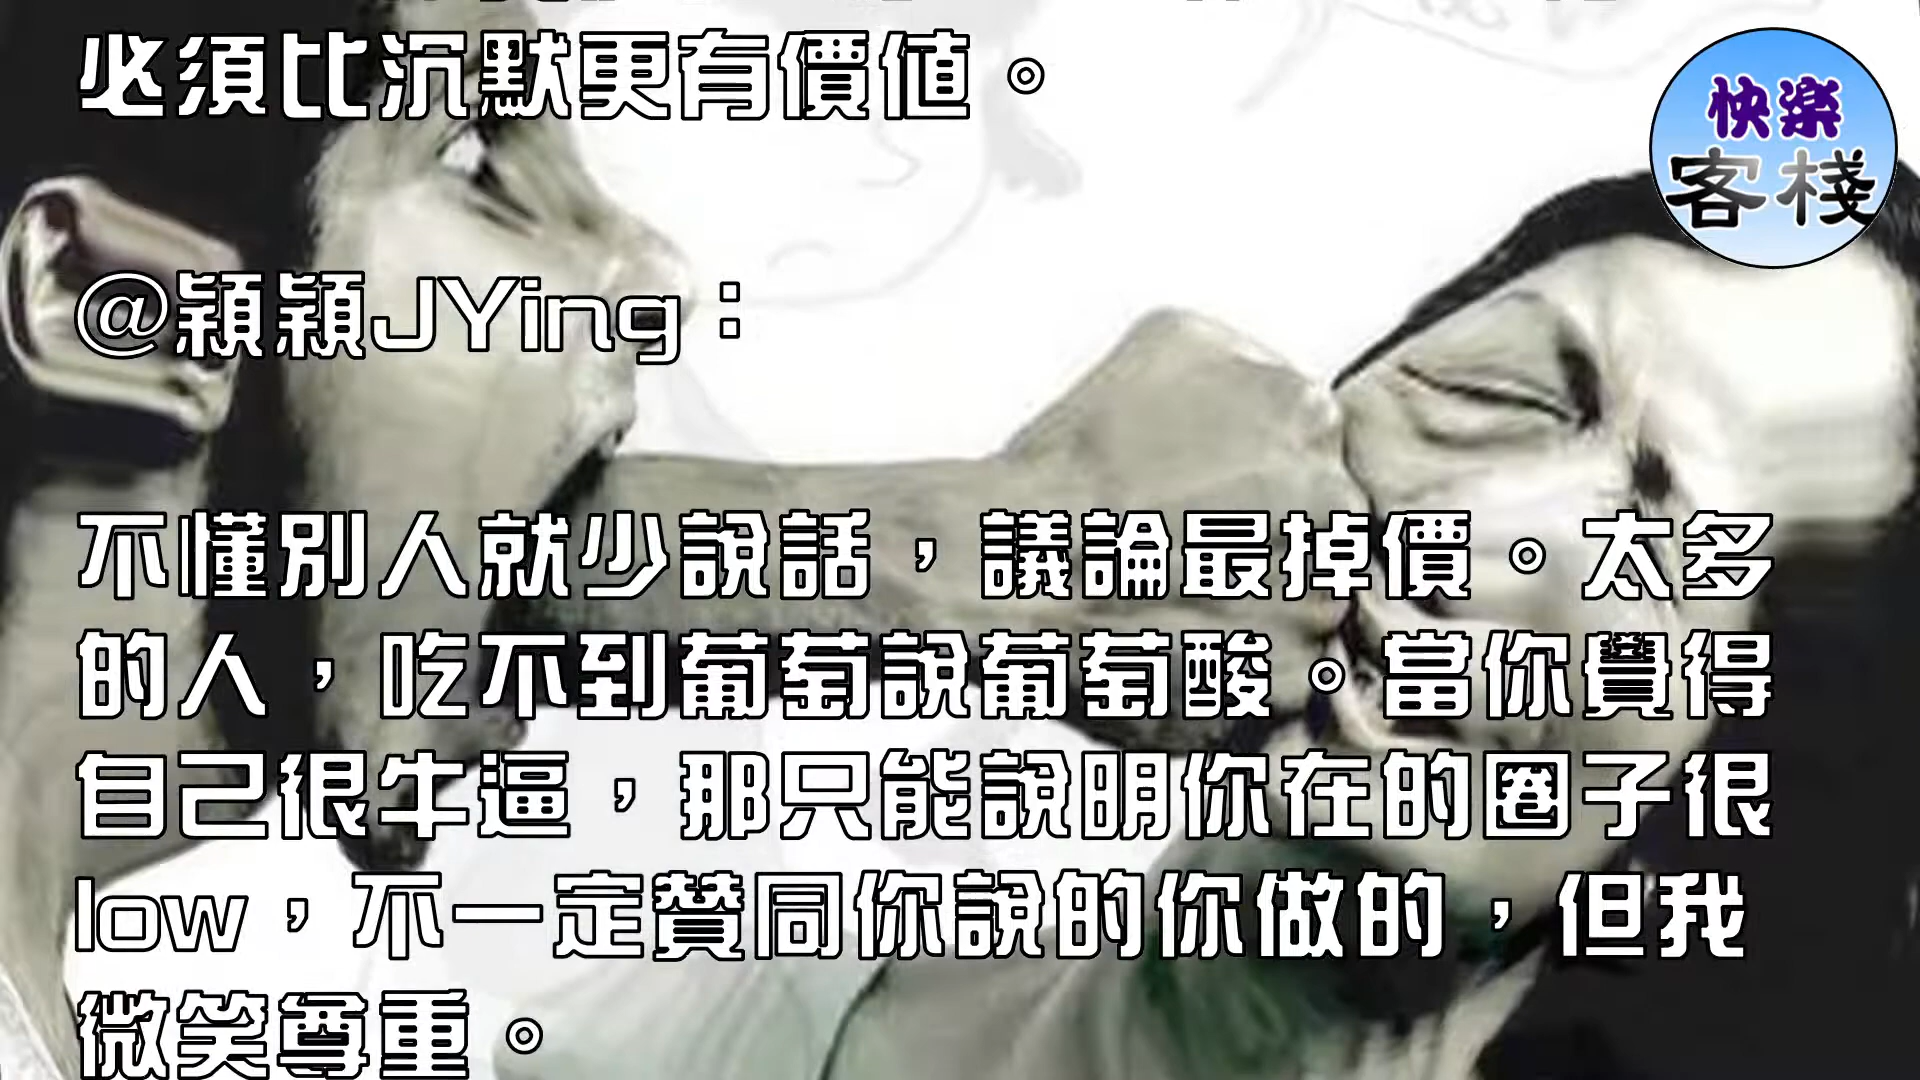 必須比沉默更有價值。
快樂
客棧
@穎穎JYing：
不懂別人就少說話，議論最掉價。太多
的人，吃不到葡萄說葡萄酸。當你覺得
自己很牛逼，那只能說明你在的圈子很
low，不一定贊同你說的你做的，但我
微笑尊重。